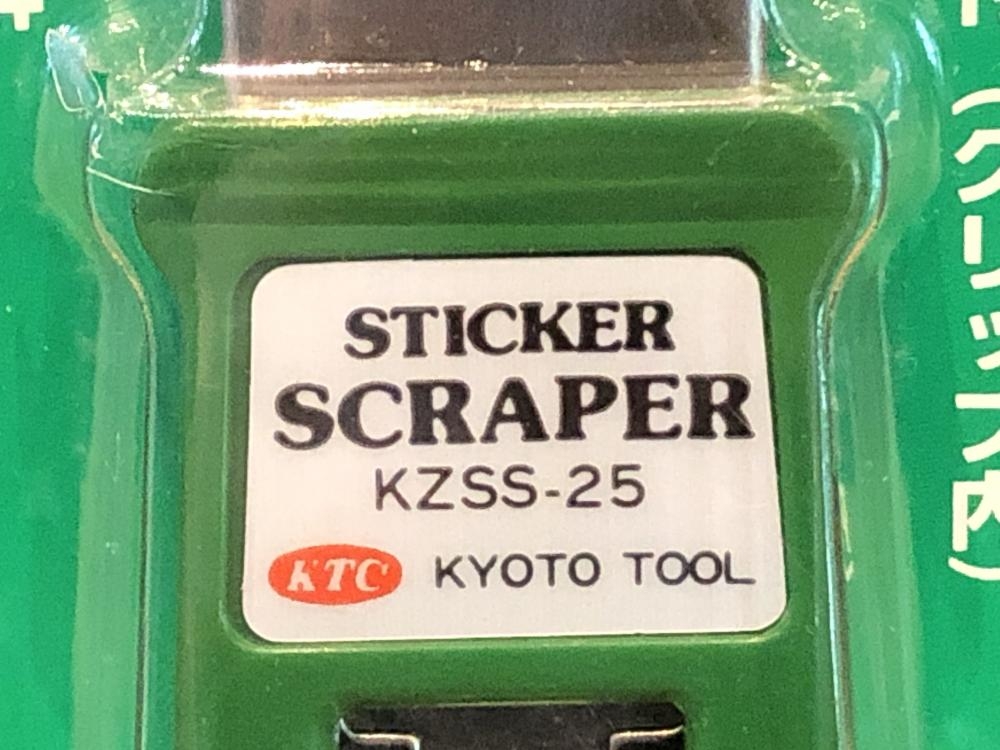 STICKER
SCRAPER
KZSS-25
KTC KYOTO TOOL
(グリップ内)